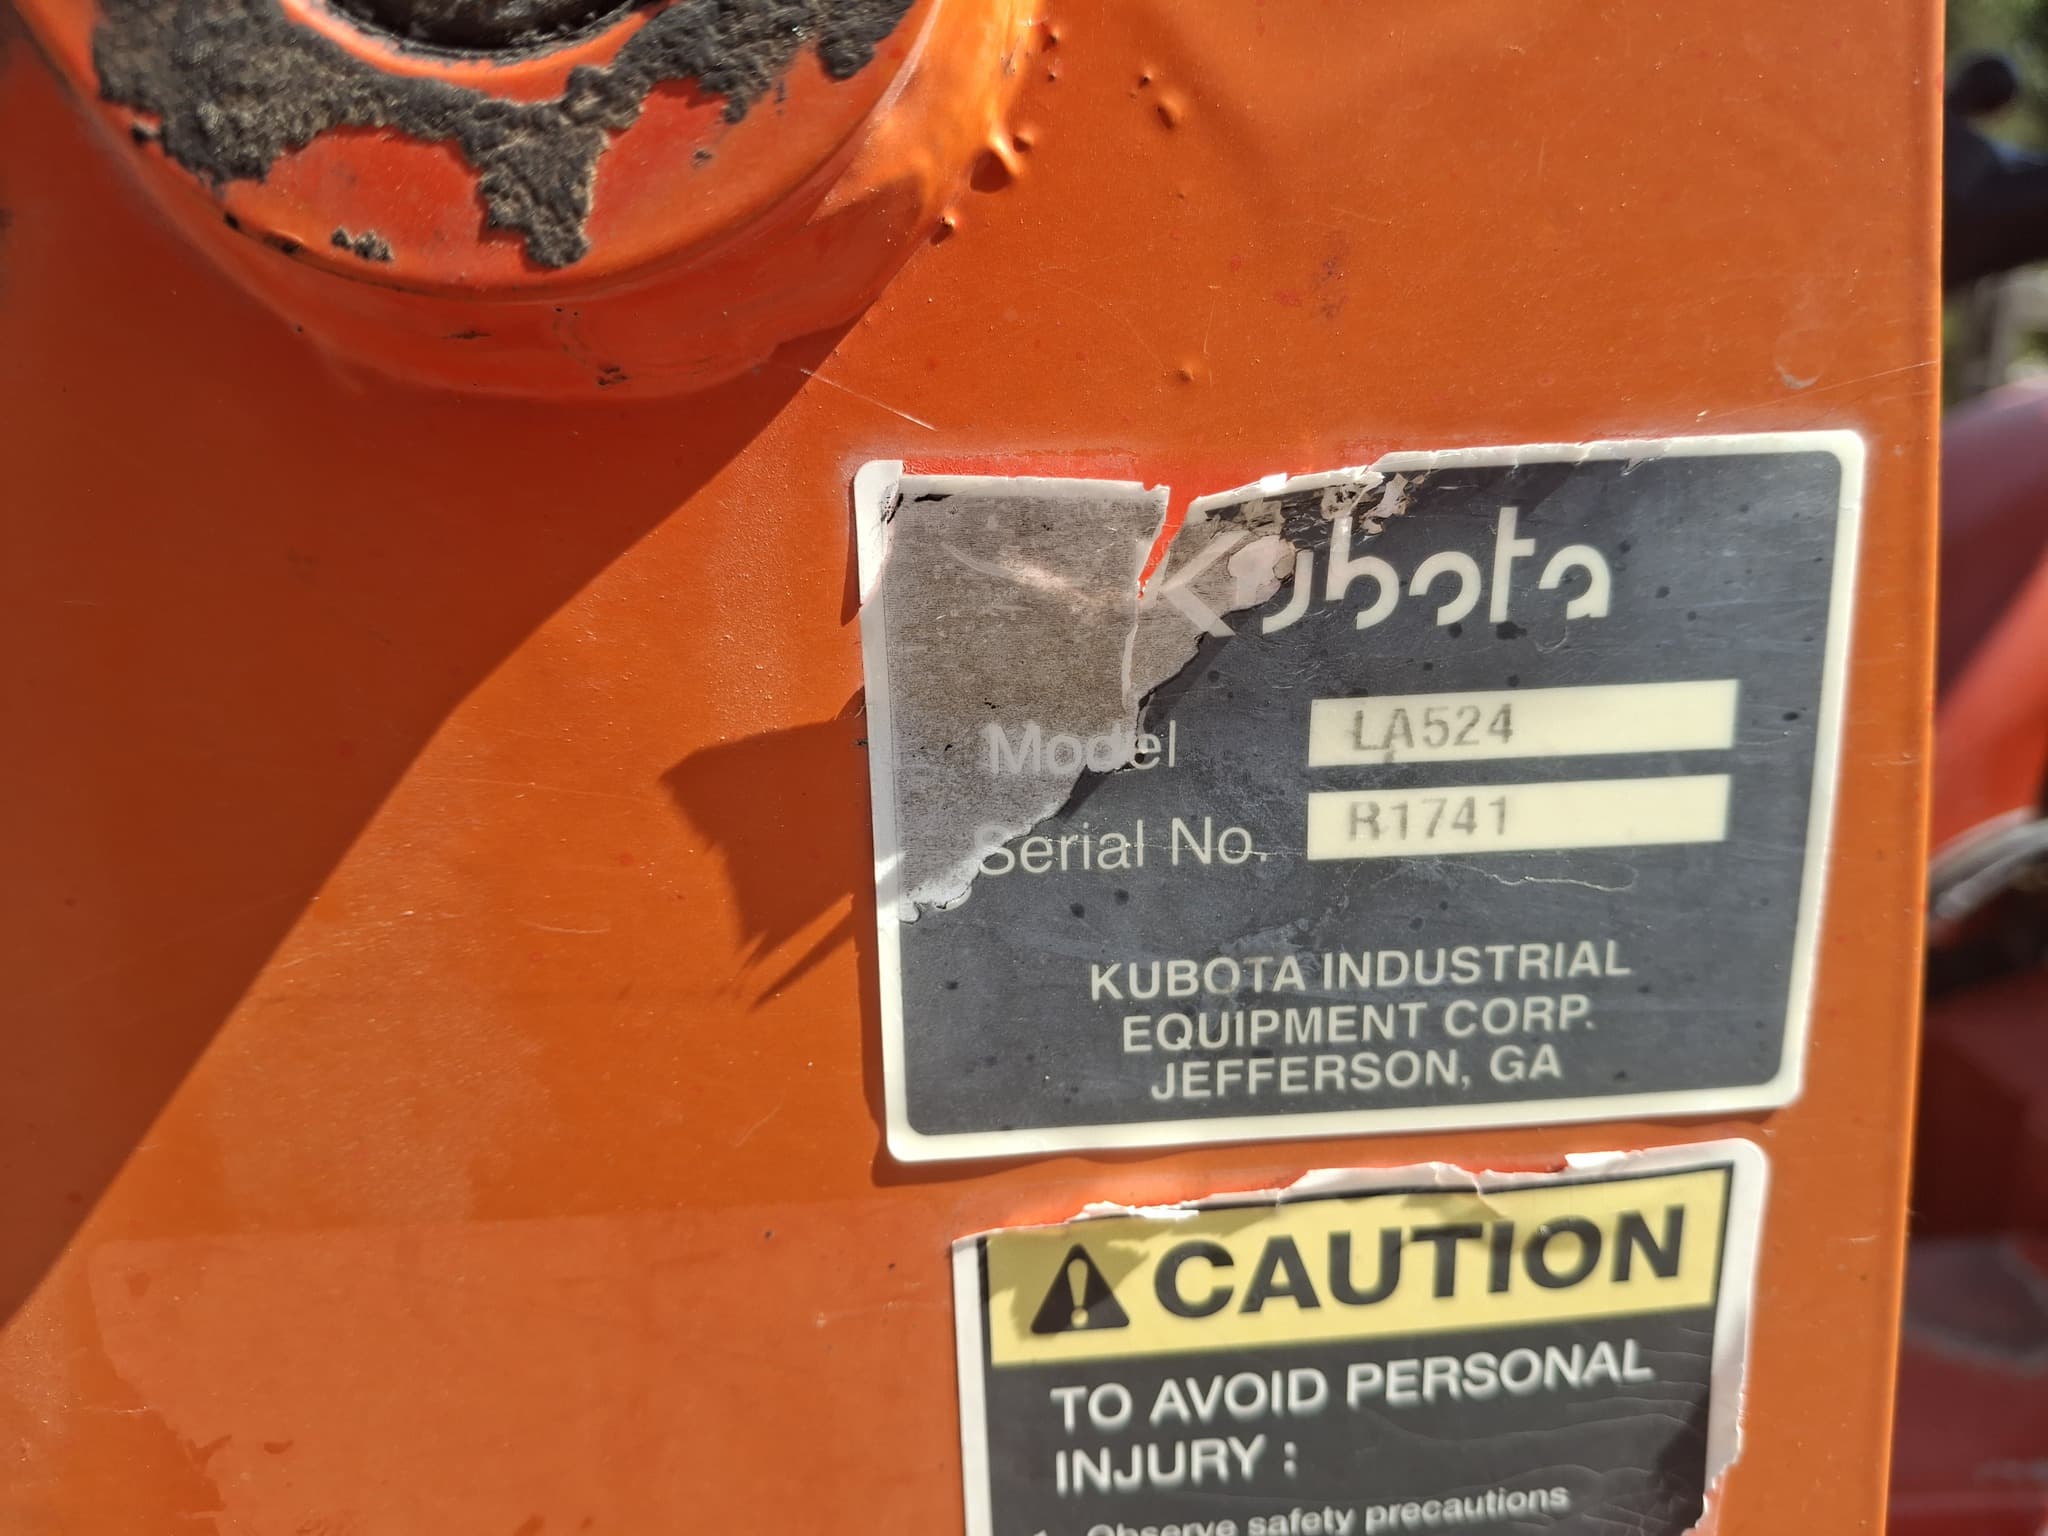 Kubota
Model LA524
Serial No. R1741
KUBOTA INDUSTRIAL
EQUIPMENT CORP.
JEFFERSON, GA
CAUTION
TO AVOID PERSONAL
INJURY :
Observe safety precautions